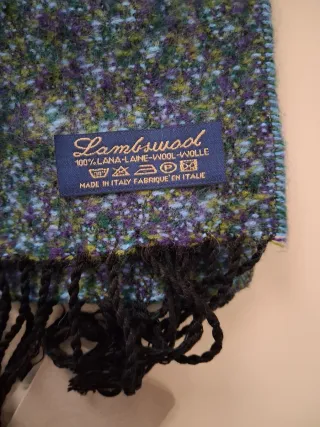 Lambswool
100% LANA-LAINE-WOOL-WOLLE
P
MADE IN ITALY FABRIQUÉ EN ITALIE